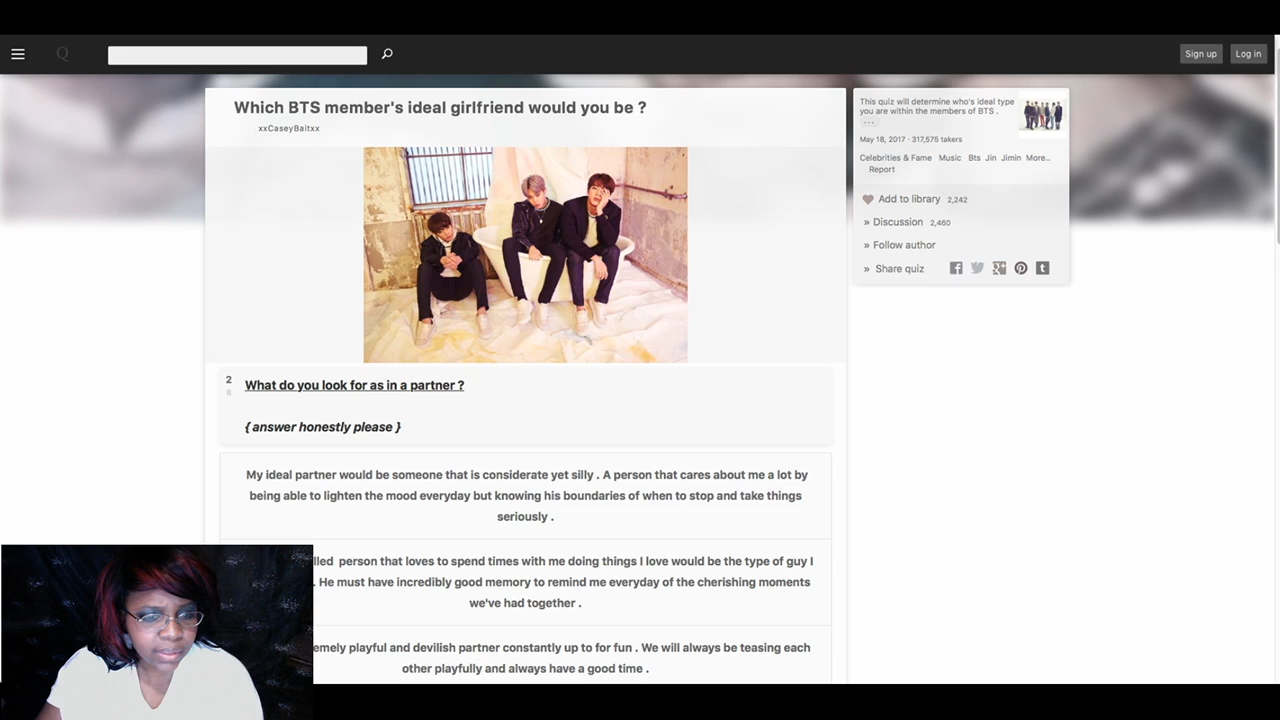 Q
Sign up
Log in
Which BTS member's ideal girlfriend would you be ?
xxCaseyBaitxx
This quiz will determine who's ideal type
you are within the members of BTS .
...
May 18, 2017 · 317,575 takers
Celebrities & Fame Music Bts Jin Jimin More...
Report
Add to library 2,242
» Discussion 2,460
» Follow author
» Share quiz
2
What do you look for as in a partner ?
{ answer honestly please }
My ideal partner would be someone that is considerate yet silly . A person that cares about me a lot by
being able to lighten the mood everyday but knowing his boundaries of when to stop and take things
seriously .
person that loves to spend times with me doing things I love would be the type of guy I
. He must have incredibly good memory to remind me everyday of the cherishing moments
we've had together .
playful and devilish partner constantly up to for fun . We will always be teasing each
other playfully and always have a good time .